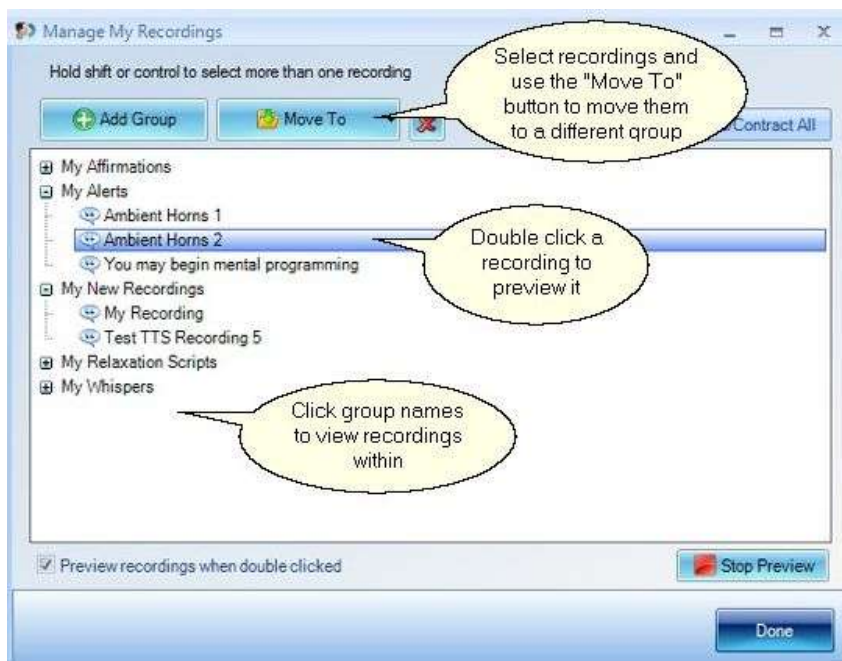 Manage My Recordings
Hold shift or control to select more than one recording
Select recordings and
use the "Move To"
button to move them
to a different group
Add Group
Move To
/Contract All
My Affirmations
My Alerts
Ambient Horns 1
Ambient Horns 2
You may begin mental programming
Double click a
recording to
preview it
My New Recordings
My Recording
Test TTS Recording 5
My Relaxation Scripts
My Whispers
Click group names
to view recordings
within
Preview recordings when double clicked
Stop Preview
Done